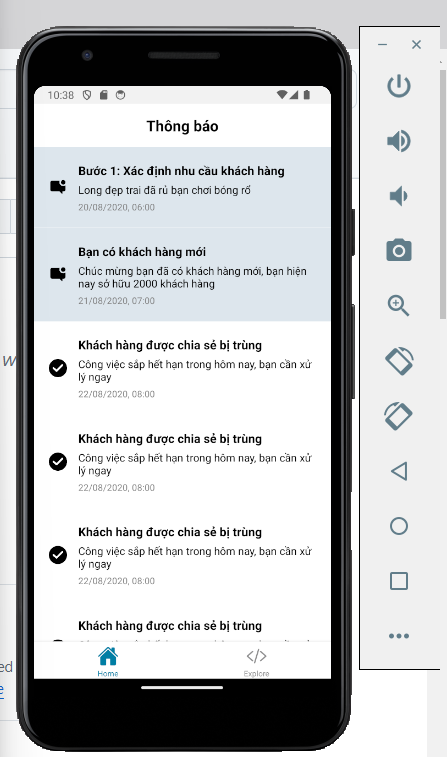 10:38
Thông báo
Bước 1: Xác định nhu cầu khách hàng
Long đẹp trai đã rủ bạn chơi bóng rổ
20/08/2020, 06:00
Bạn có khách hàng mới
Chúc mừng bạn đã có khách hàng mới, bạn hiện
nay sở hữu 2000 khách hàng
21/08/2020, 07:00
Khách hàng được chia sẻ bị trùng
Công việc sắp hết hạn trong hôm nay, bạn cần xử
lý ngay
22/08/2020, 08:00
Khách hàng được chia sẻ bị trùng
Công việc sắp hết hạn trong hôm nay, bạn cần xử
lý ngay
22/08/2020, 08:00
Khách hàng được chia sẻ bị trùng
Công việc sắp hết hạn trong hôm nay, bạn cần xử
lý ngay
22/08/2020, 08:00
Khách hàng được chia sẻ bị trùng
Home
Explore
w
ed
e